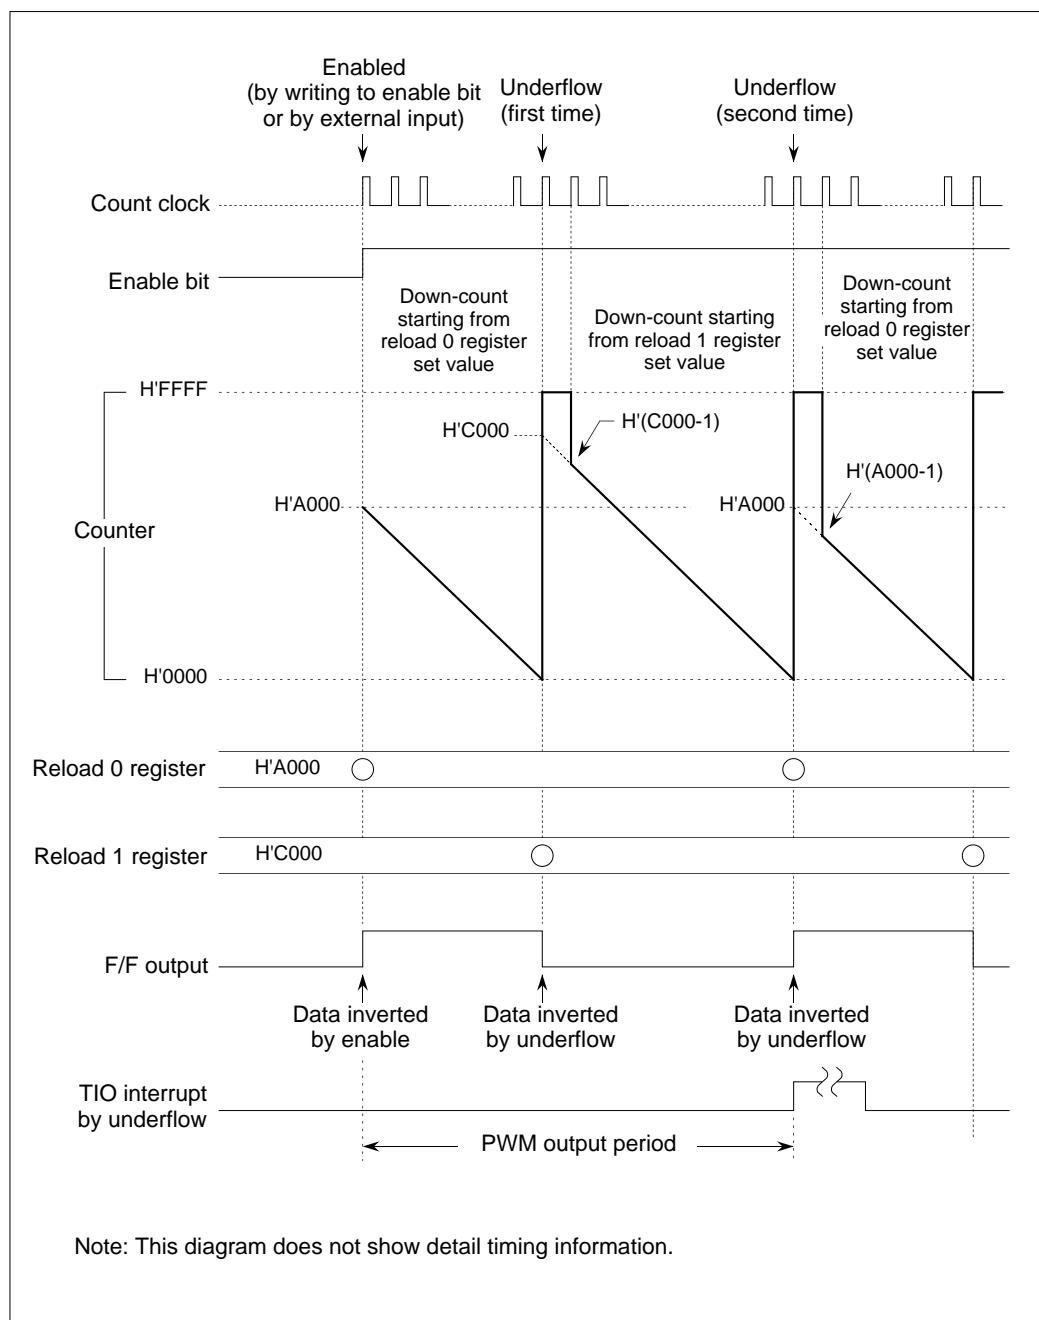 Enabled
(by writing to enable bit
or by external input)
Underflow
(first time)
Underflow
(second time)
Count clock
Enable bit
Down-count
starting from
reload 0 register
set value
Down-count starting
from reload 1 register
set value
Down-count
starting from
reload 0 register
set value
H'FFFF
H'C000
H'(C000-1)
H'(A000-1)
H'A000
H'A000
Counter
H'0000
Reload 0 register
H'A000
Reload 1 register
H'C000
F/F output
Data inverted
by enable
Data inverted
by underflow
Data inverted
by underflow
TIO interrupt
by underflow
PWM output period
Note: This diagram does not show detail timing information.